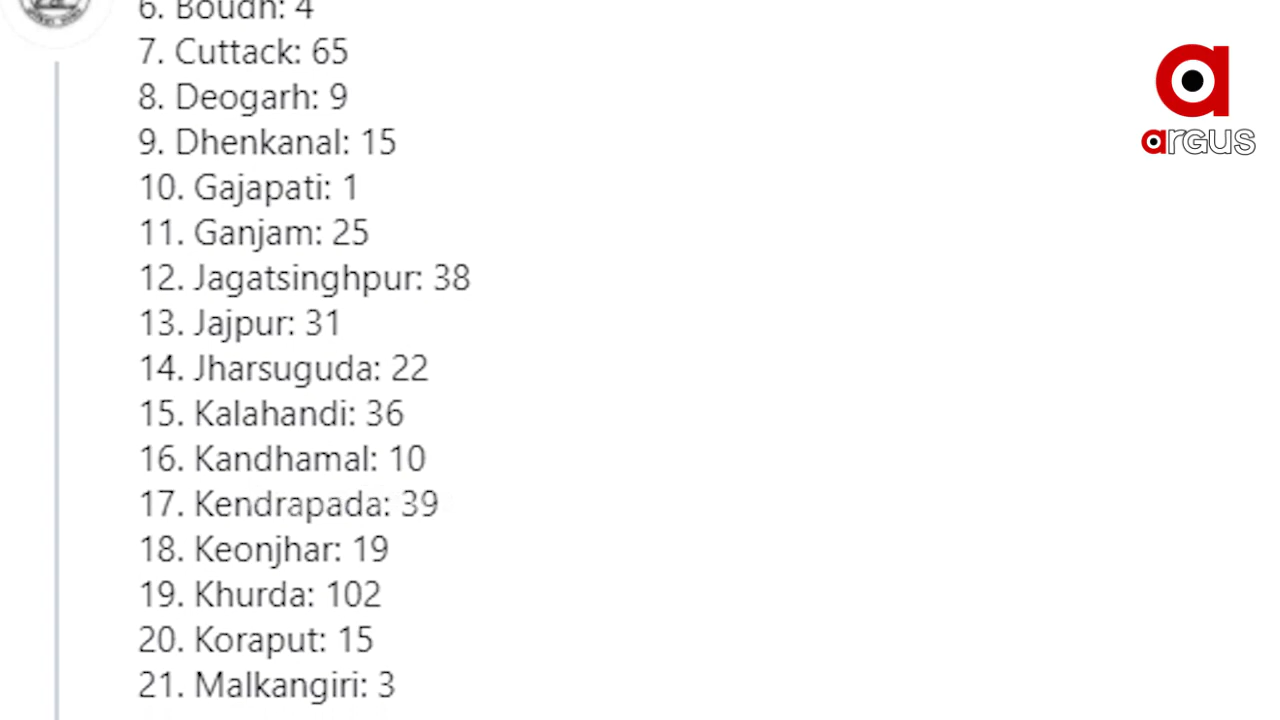 6. Boudh: 4
7. Cuttack: 65
8. Deogarh: 9
9. Dhenkanal: 15
10. Gajapati: 1
11. Ganjam: 25
12. Jagatsinghpur: 38
13. Jajpur: 31
14. Jharsuguda: 22
15. Kalahandi: 36
16. Kandhamal: 10
17. Kendrapada: 39
18. Keonjhar: 19
19. Khurda: 102
20. Koraput: 15
21. Malkangiri: 3
a
argus